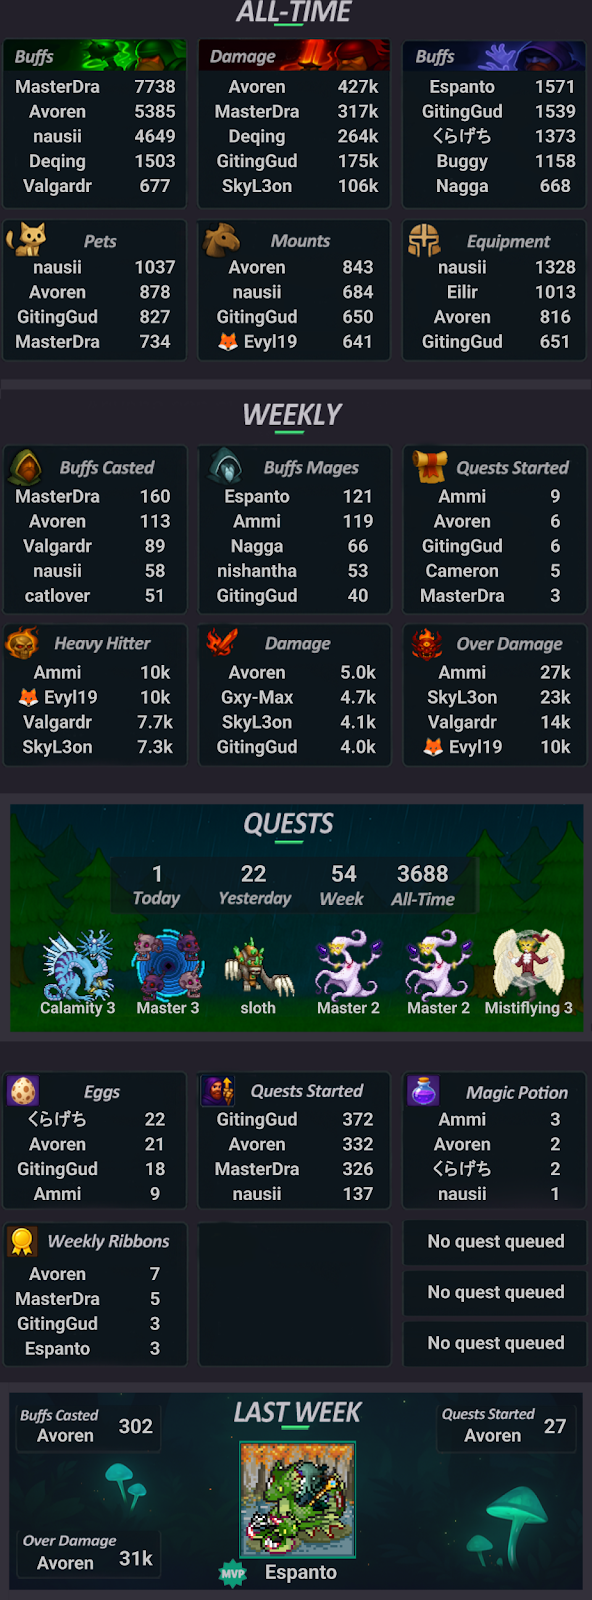 ALL-TIME
Buffs
MasterDra 7738
Avoren 5385
nausii 4649
Deqing 1503
Valgardr 677
Damage
Avoren 427k
MasterDra 317k
Deqing 264k
GitingGud 175k
SkyL3on 106k
Buffs
Espanto 1571
GitingGud 1539
くらげち 1373
Buggy 1158
Nagga 668
Pets
nausii 1037
Avoren 878
GitingGud 827
MasterDra 734
Mounts
Avoren 843
nausii 684
GitingGud 650
🦊 Evyl19 641
Equipment
nausii 1328
Eilir 1013
Avoren 816
GitingGud 651
WEEKLY
Buffs Casted
MasterDra 160
Avoren 113
Valgardr 89
nausii 58
catlover 51
Buffs Mages
Espanto 121
Ammi 119
Nagga 66
nishantha 53
GitingGud 40
Quests Started
Ammi 9
Avoren 6
GitingGud 6
Cameron 5
MasterDra 3
Heavy Hitter
Ammi 10k
🦊 Evyl19 10k
Valgardr 7.7k
SkyL3on 7.3k
Damage
Avoren 5.0k
Gxy-Max 4.7k
SkyL3on 4.1k
GitingGud 4.0k
Over Damage
Ammi 27k
SkyL3on 23k
Valgardr 14k
🦊 Evyl19 10k
QUESTS
1 22 54 3688
Today Yesterday Week All-Time
Calamity 3 Master 3 sloth Master 2 Master 2 Mistiflying 3
Eggs
くらげち 22
Avoren 21
GitingGud 18
Ammi 9
Quests Started
GitingGud 372
Avoren 332
MasterDra 326
nausii 137
Magic Potion
Ammi 3
Avoren 2
くらげち 2
nausii 1
Weekly Ribbons
Avoren 7
MasterDra 5
GitingGud 3
Espanto 3
No quest queued
No quest queued
No quest queued
LAST WEEK
Buffs Casted
Avoren 302
Quests Started
Avoren 27
Over Damage
Avoren 31k
MVP Espanto